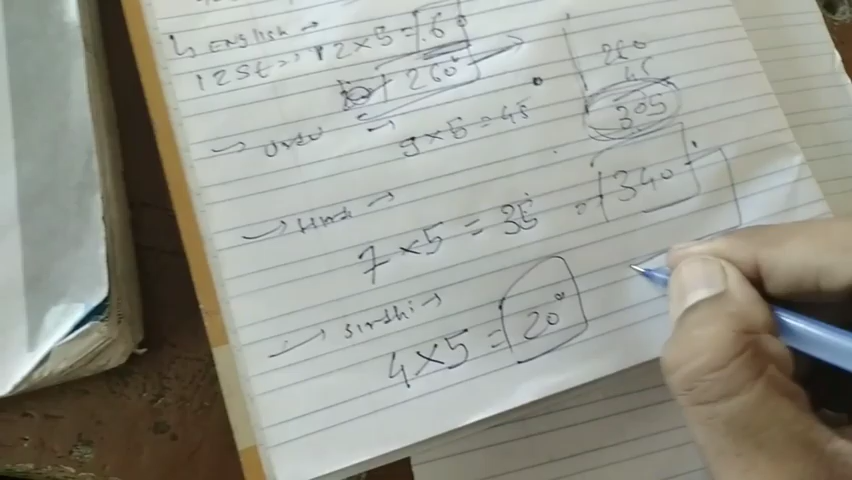 ↳ English →
12st => 12×5 = 60°
260°
260
45
305
→ Urdu → 9×5 = 45°
→ Hindi →
7×5 = 35° = 340°
→ Sindhi →
4×5 = 20°